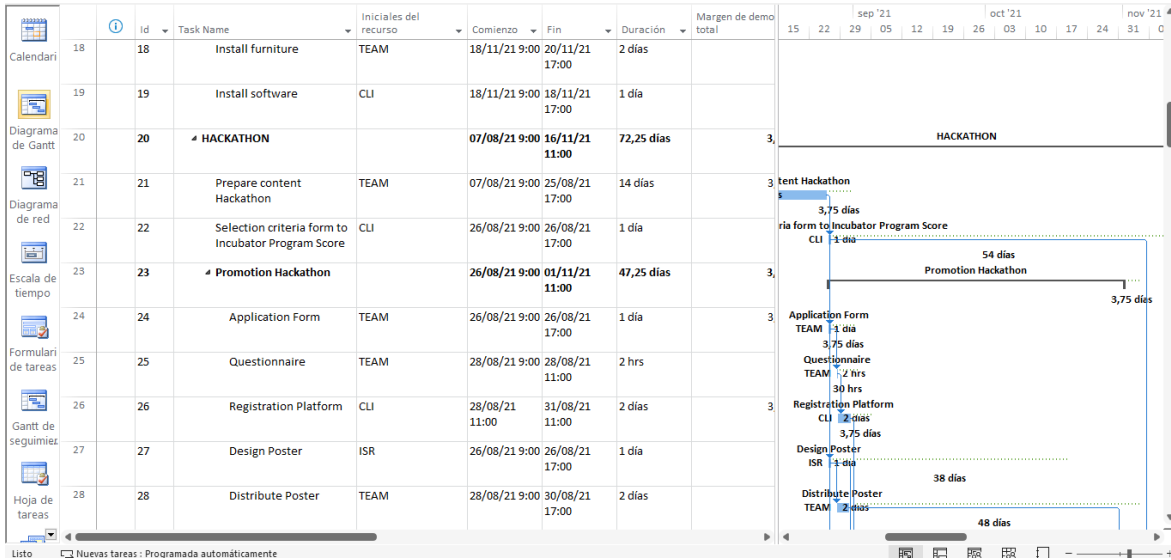 Calendari
Diagrama
de Gantt
Diagrama
de red
Escala de
tiempo
Formulari
de tareas
Gantt de
seguimien
Hoja de
tareas
Id Task Name Iniciales del recurso Comienzo Fin Duración Margen de demo total
18 18 Install furniture TEAM 18/11/21 9:00 20/11/21 17:00 2 días
19 19 Install software CLI 18/11/21 9:00 18/11/21 17:00 1 día
20 20 HACKATHON 07/08/21 9:00 16/11/21 11:00 72,25 días 3,
21 21 Prepare content Hackathon TEAM 07/08/21 9:00 25/08/21 17:00 14 días 3
22 22 Selection criteria form to Incubator Program Score CLI 26/08/21 9:00 26/08/21 17:00 1 día
23 23 Promotion Hackathon 26/08/21 9:00 01/11/21 11:00 47,25 días 3,
24 24 Application Form TEAM 26/08/21 9:00 26/08/21 17:00 1 día 3
25 25 Questionnaire TEAM 28/08/21 9:00 28/08/21 11:00 2 hrs
26 26 Registration Platform CLI 28/08/21 11:00 31/08/21 11:00 2 días 3
27 27 Design Poster ISR 26/08/21 9:00 26/08/21 17:00 1 día
28 28 Distribute Poster TEAM 28/08/21 9:00 30/08/21 17:00 2 días
sep '21 oct '21 nov '21
15 22 29 05 12 19 26 03 10 17 24 31 0
HACKATHON
tent Hackathon
s
3,75 días
ria form to Incubator Program Score
CLI 1 día
54 días
Promotion Hackathon
3,75 días
Application Form
TEAM 1 día
3,75 días
Questionnaire
TEAM 2 hrs
30 hrs
Registration Platform
CLI 2 días
3,75 días
Design Poster
ISR 1 día
38 días
Distribute Poster
TEAM 2 días
48 días
Listo Nuevas tareas : Programada automáticamente